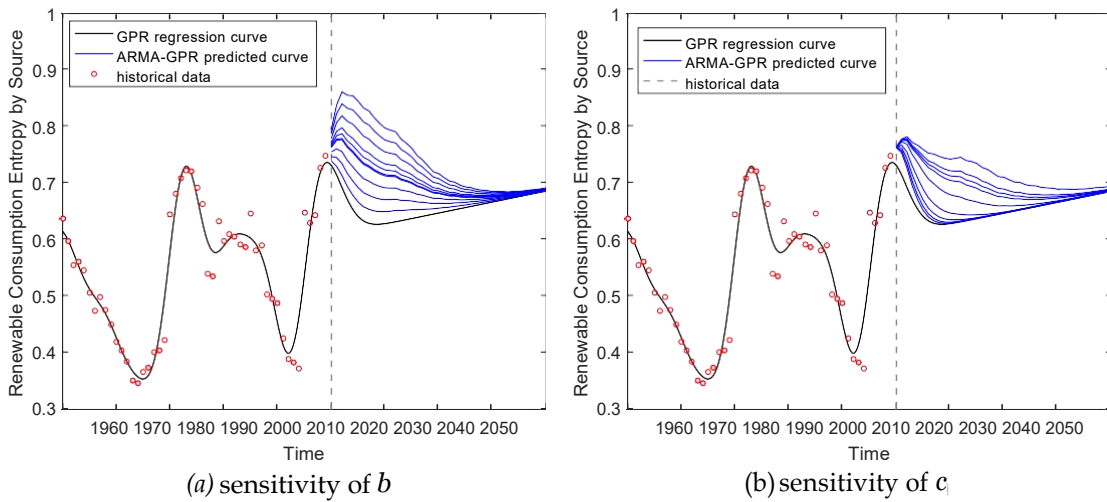 1
0.9
0.8
0.7
0.6
0.5
0.4
0.3
Renewable Consumption Entropy by Source
GPR regression curve
ARMA-GPR predicted curve
historical data
1960 1970 1980 1990 2000 2010 2020 2030 2040 2050
Time
(a) sensitivity of b
1
0.9
0.8
0.7
0.6
0.5
0.4
0.3
Renewable Consumption Entropy by Source
GPR regression curve
ARMA-GPR predicted curve
historical data
1960 1970 1980 1990 2000 2010 2020 2030 2040 2050
Time
(b) sensitivity of c